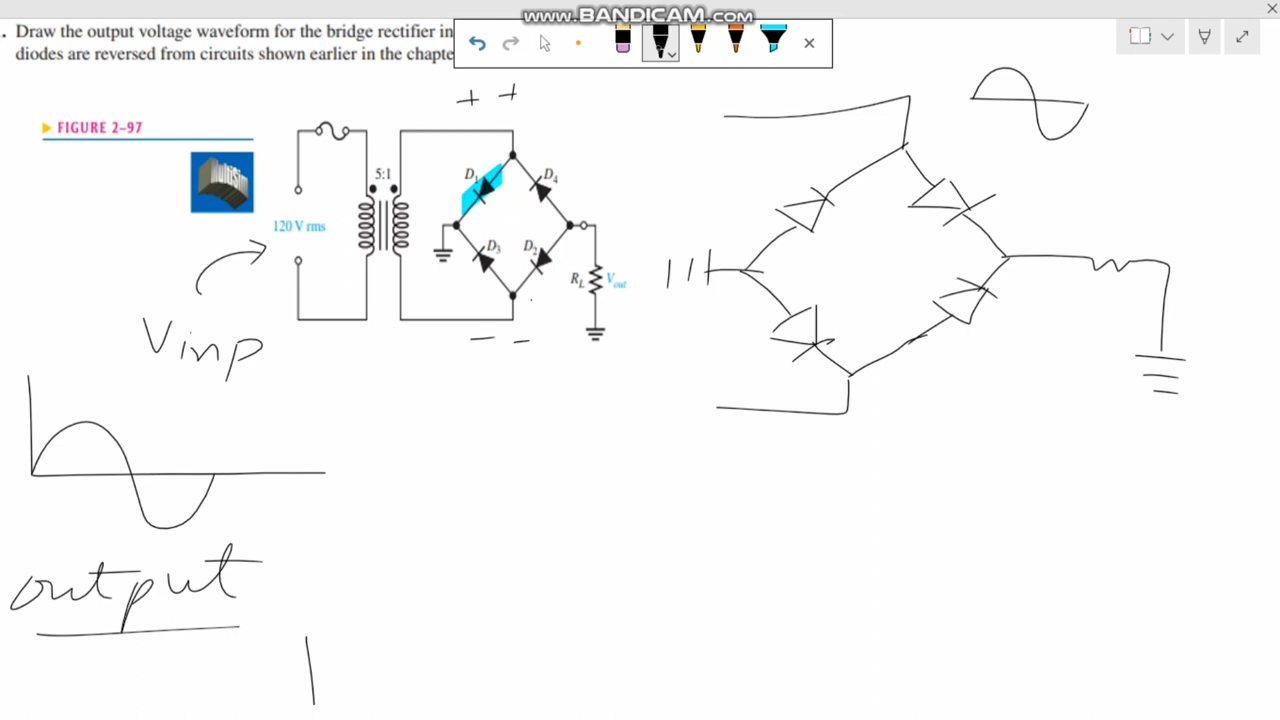 www.BANDICAM.com
. Draw the output voltage waveform for the bridge rectifier in
diodes are reversed from circuits shown earlier in the chapte
+ +
FIGURE 2–97
Multisim
5:1
D1
D4
120 V rms
D3
D2
RL
Vout
- -
Vinp
output